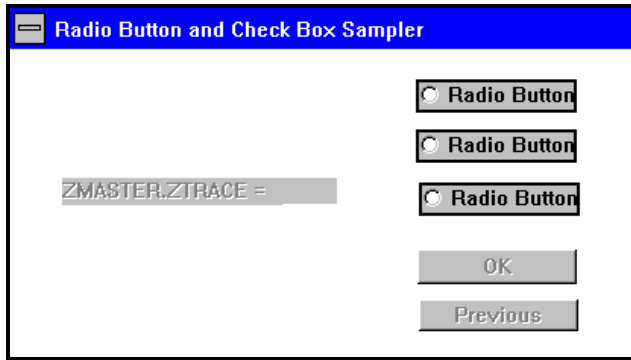 Radio Button and Check Box Sampler
Radio Button
Radio Button
ZMASTER.ZTRACE =
Radio Button
OK
Previous